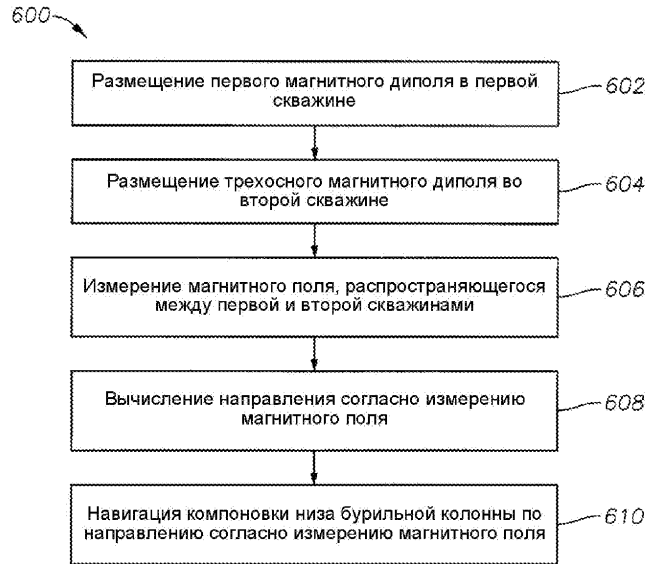 600
Размещение первого магнитного диполя в первой
скважине
602
Размещение трехосного магнитного диполя во
второй скважине
604
Измерение магнитного поля, распространяющегося
между первой и второй скважинами
606
Вычисление направления согласно измерению
магнитного поля
608
Навигация компоновки низа бурильной колонны по
направлению согласно измерению магнитного поля
610